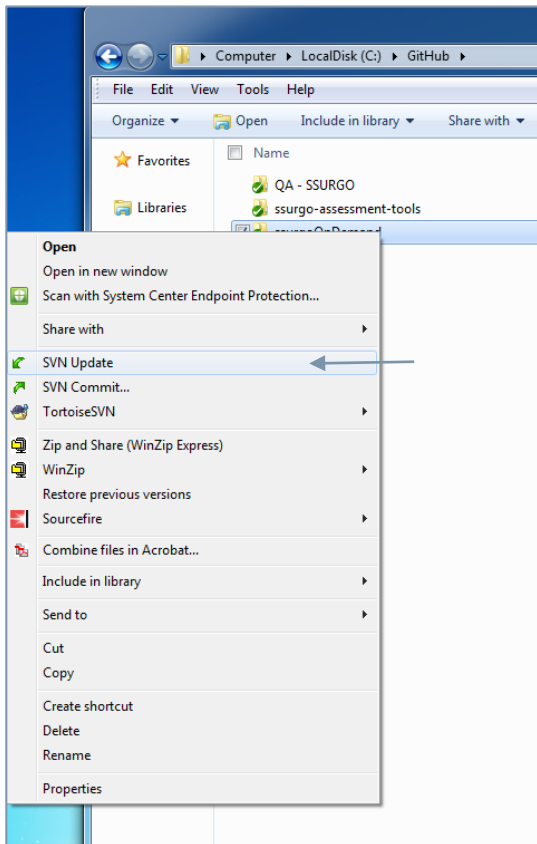 Computer LocalDisk (C:) GitHub
File Edit View Tools Help
Organize Open Include in library Share with
Favorites
Name
QA - SSURGO
Libraries
ssurgo-assessment-tools
ssurgoOnDemand
Open
Open in new window
Scan with System Center Endpoint Protection...
Share with
SVN Update
SVN Commit...
TortoiseSVN
Zip and Share (WinZip Express)
WinZip
Restore previous versions
Sourcefire
Combine files in Acrobat...
Include in library
Send to
Cut
Copy
Create shortcut
Delete
Rename
Properties